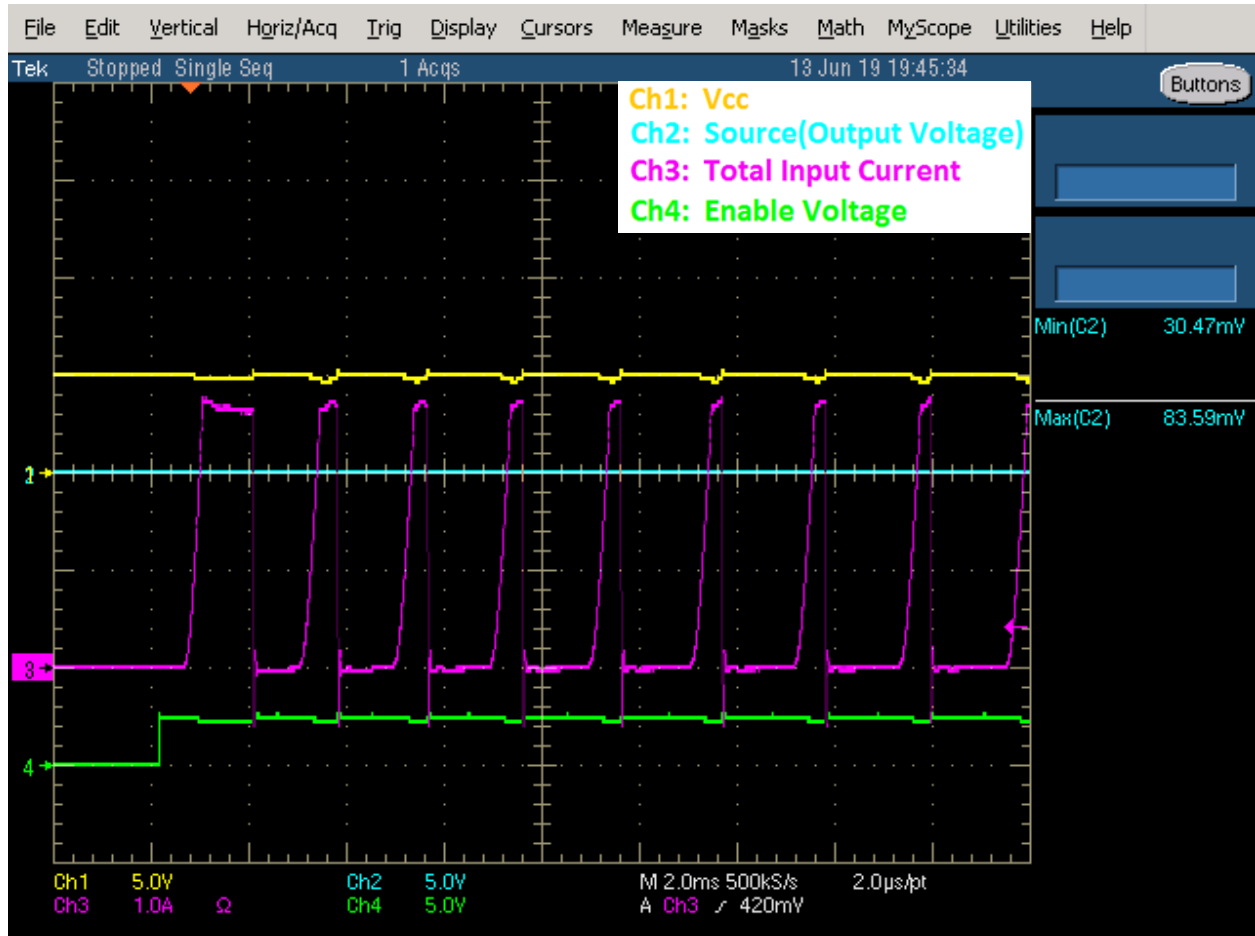 File Edit Vertical Horiz/Acq Trig Display Cursors Measure Masks Math MyScope Utilities Help
Tek Stopped Single Seq 1 Acqs 13 Jun 19 19:45:34 Buttons
Ch1: Vcc
Ch2: Source(Output Voltage)
Ch3: Total Input Current
Ch4: Enable Voltage
Min(C2) 30.47mV
Max(C2) 83.59mV
3
4
Ch1 5.0V Ch2 5.0V M 2.0ms 500kS/s 2.0µs/pt
Ch3 1.0A Ω Ch4 5.0V A Ch3 ∕ 420mV